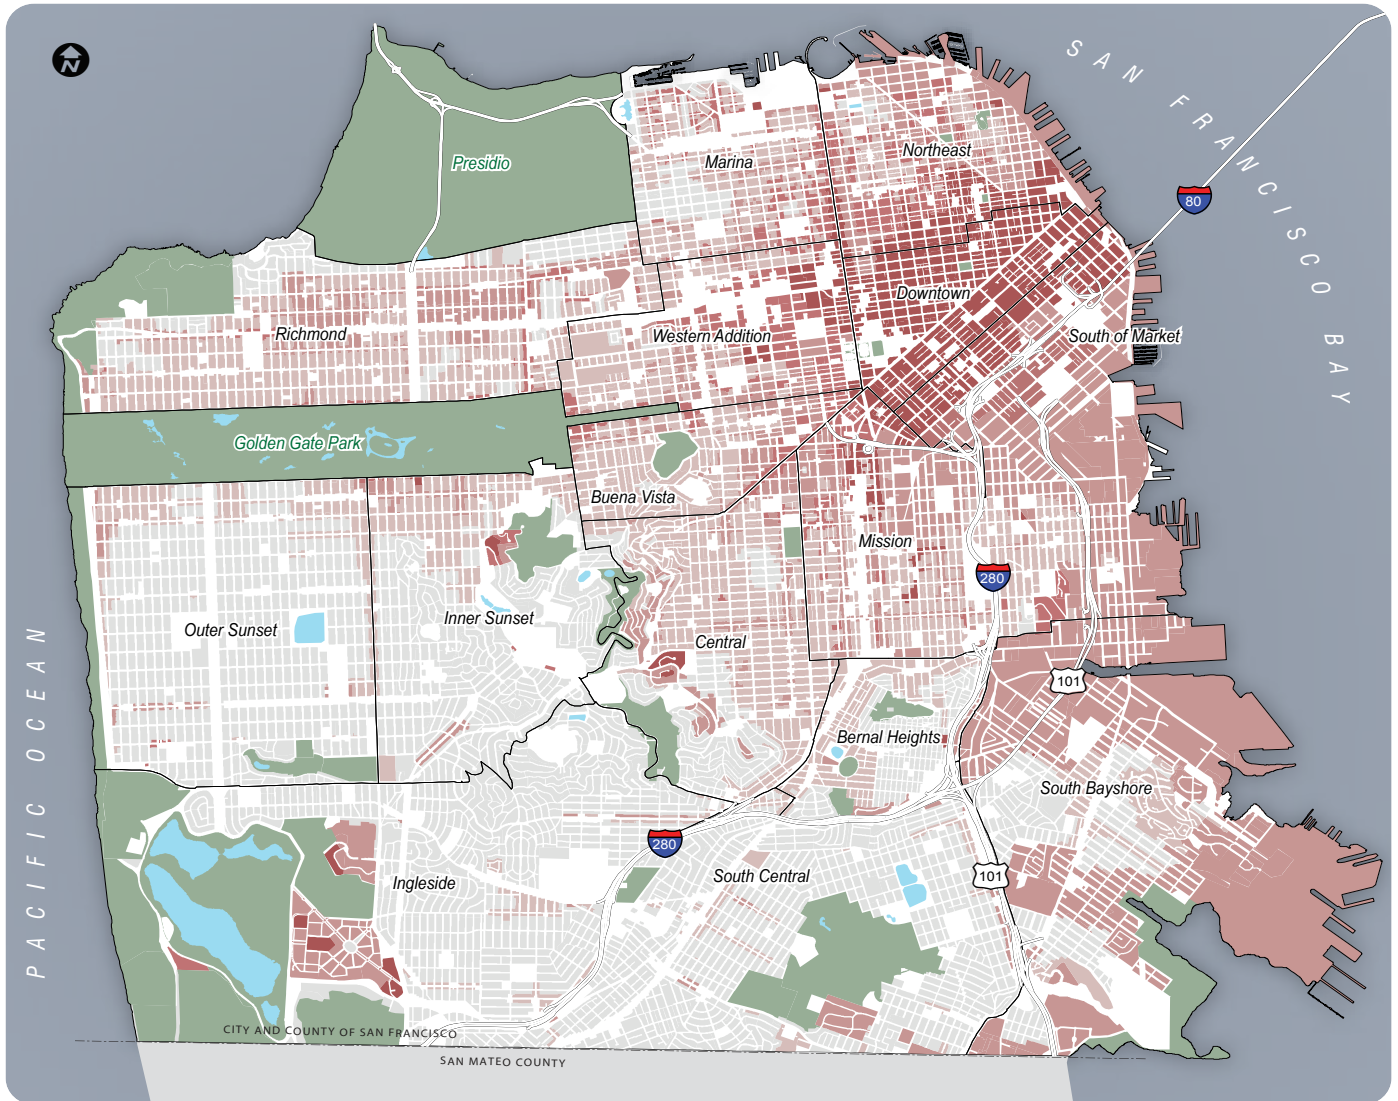 N
SAN FRANCISCO BAY
Presidio
Marina
Northeast
80
Downtown
Richmond
Western Addition
South of Market
Golden Gate Park
Buena Vista
Mission
280
Outer Sunset
Inner Sunset
Central
101
PACIFIC OCEAN
Bernal Heights
South Bayshore
280
Ingleside
South Central
101
CITY AND COUNTY OF SAN FRANCISCO
SAN MATEO COUNTY